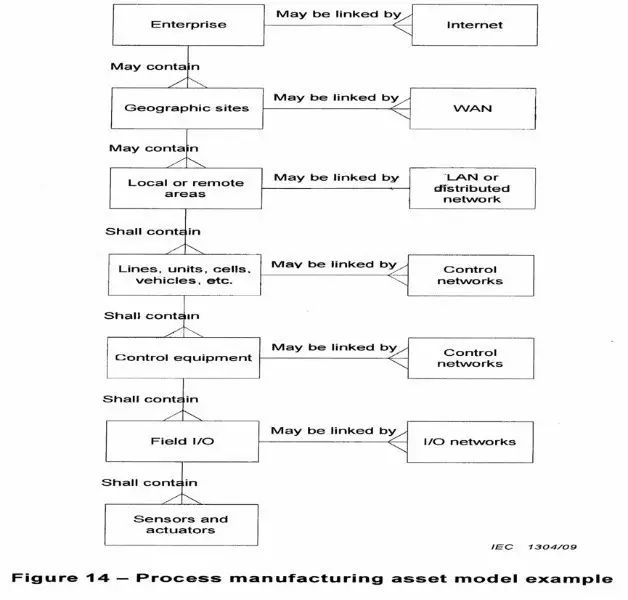 Enterprise
May be linked by
Internet
May contain
Geographic sites
May be linked by
WAN
May contain
Local or remote
areas
May be linked by
LAN or
distributed
network
Shall contain
Lines, units, cells,
vehicles, etc.
May be linked by
Control
networks
Shall contain
Control equipment
May be linked by
Control
networks
Shall contain
Field I/O
May be linked by
I/O networks
Shall contain
Sensors and
actuators
IEC 1304/09
Figure 14 – Process manufacturing asset model example